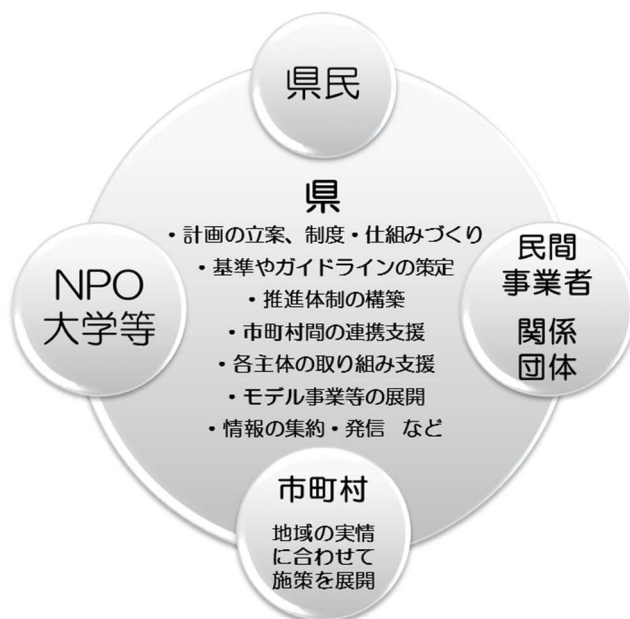 県民
県
・計画の立案、制度・仕組みづくり
・基準やガイドラインの策定
・推進体制の構築
・市町村間の連携支援
・各主体の取り組み支援
・モデル事業等の展開
・情報の集約・発信 など
NPO
大学等
民間
事業者
関係
団体
市町村
地域の実情
に合わせて
施策を展開